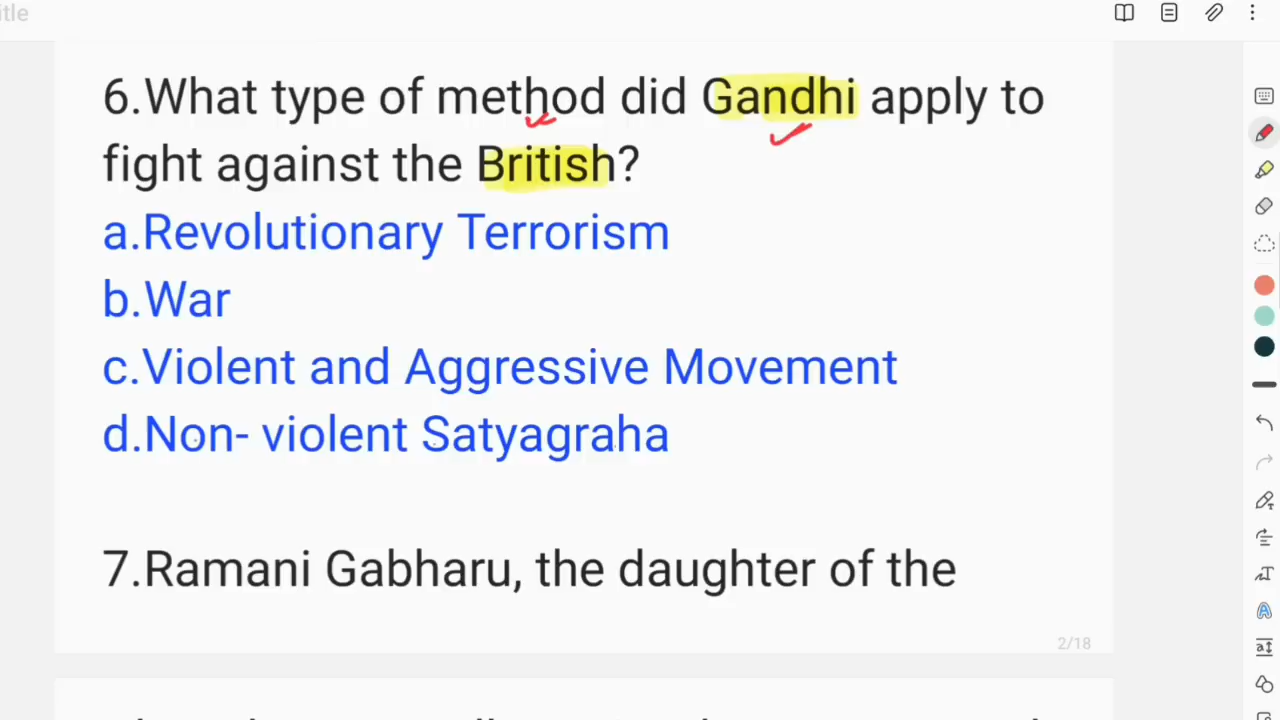 itle
6.What type of method did Gandhi apply to
fight against the British?
a.Revolutionary Terrorism
b.War
c.Violent and Aggressive Movement
d.Non- violent Satyagraha
7.Ramani Gabharu, the daughter of the
2/18